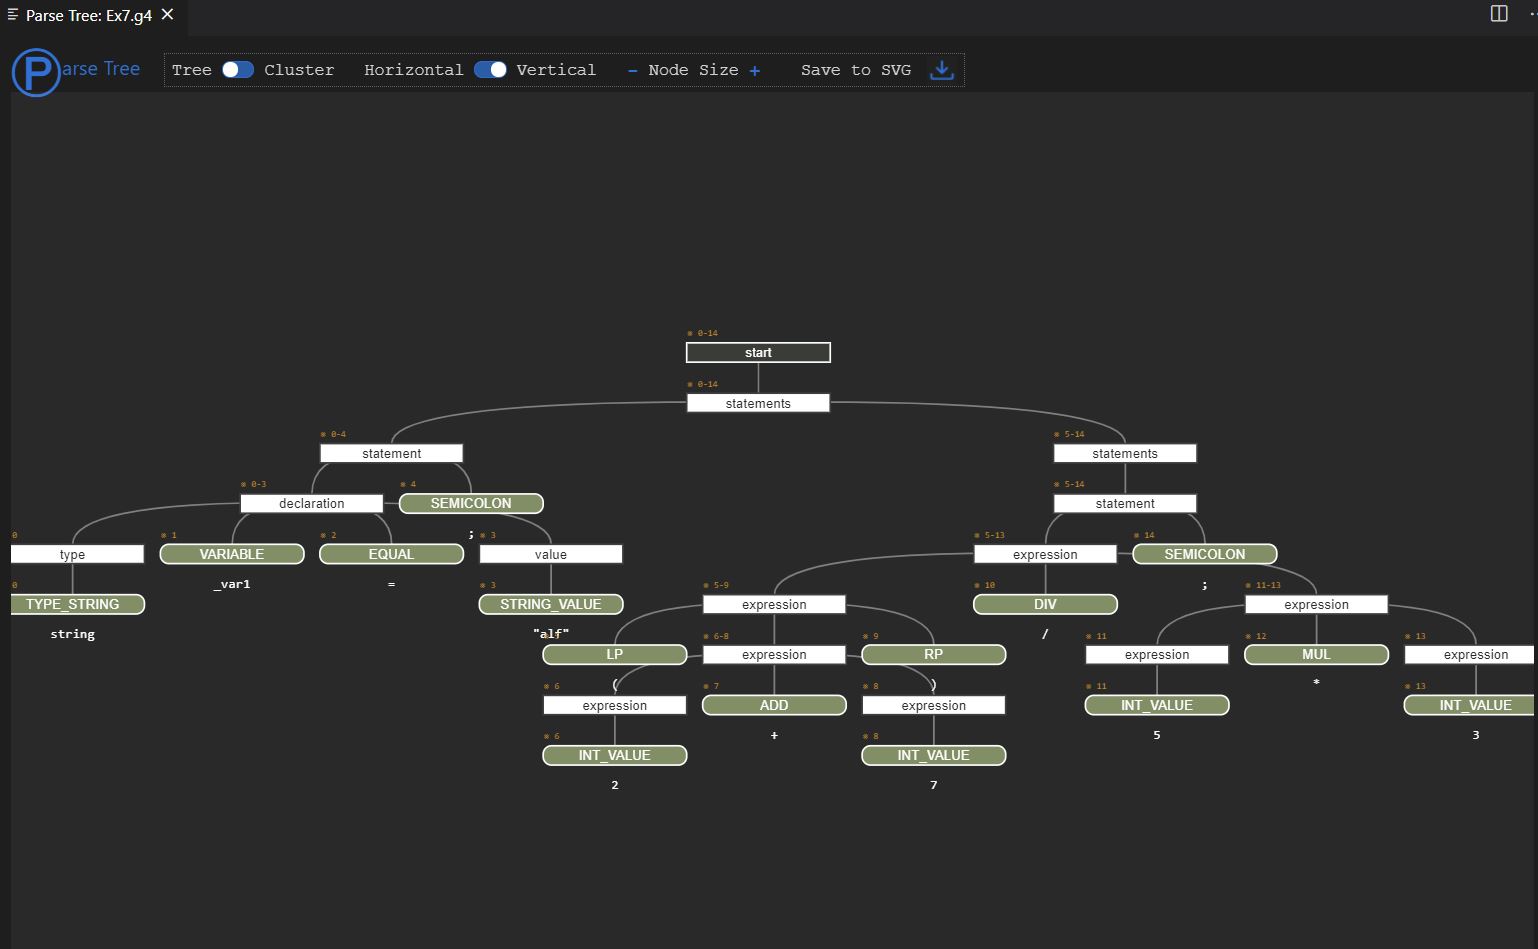 Parse Tree: Ex7.g4
Parse Tree
Tree Cluster Horizontal Vertical - Node Size + Save to SVG
0-14
start
0-14
statements
0-4 5-14
statement statements
0-3 4 5-14
declaration SEMICOLON statement
0 1 2 ; 3 5-13 14
type VARIABLE EQUAL value expression SEMICOLON
0 _var1 = 3 5-9 10 ; 11-13
TYPE_STRING STRING_VALUE expression DIV expression
string "alf" 6-8 9 / 11 12 13
LP expression RP expression MUL expression
6 ( 7 8 ) 11 * 13
expression ADD expression INT_VALUE INT_VALUE
6 + 8 5 3
INT_VALUE INT_VALUE
2 7